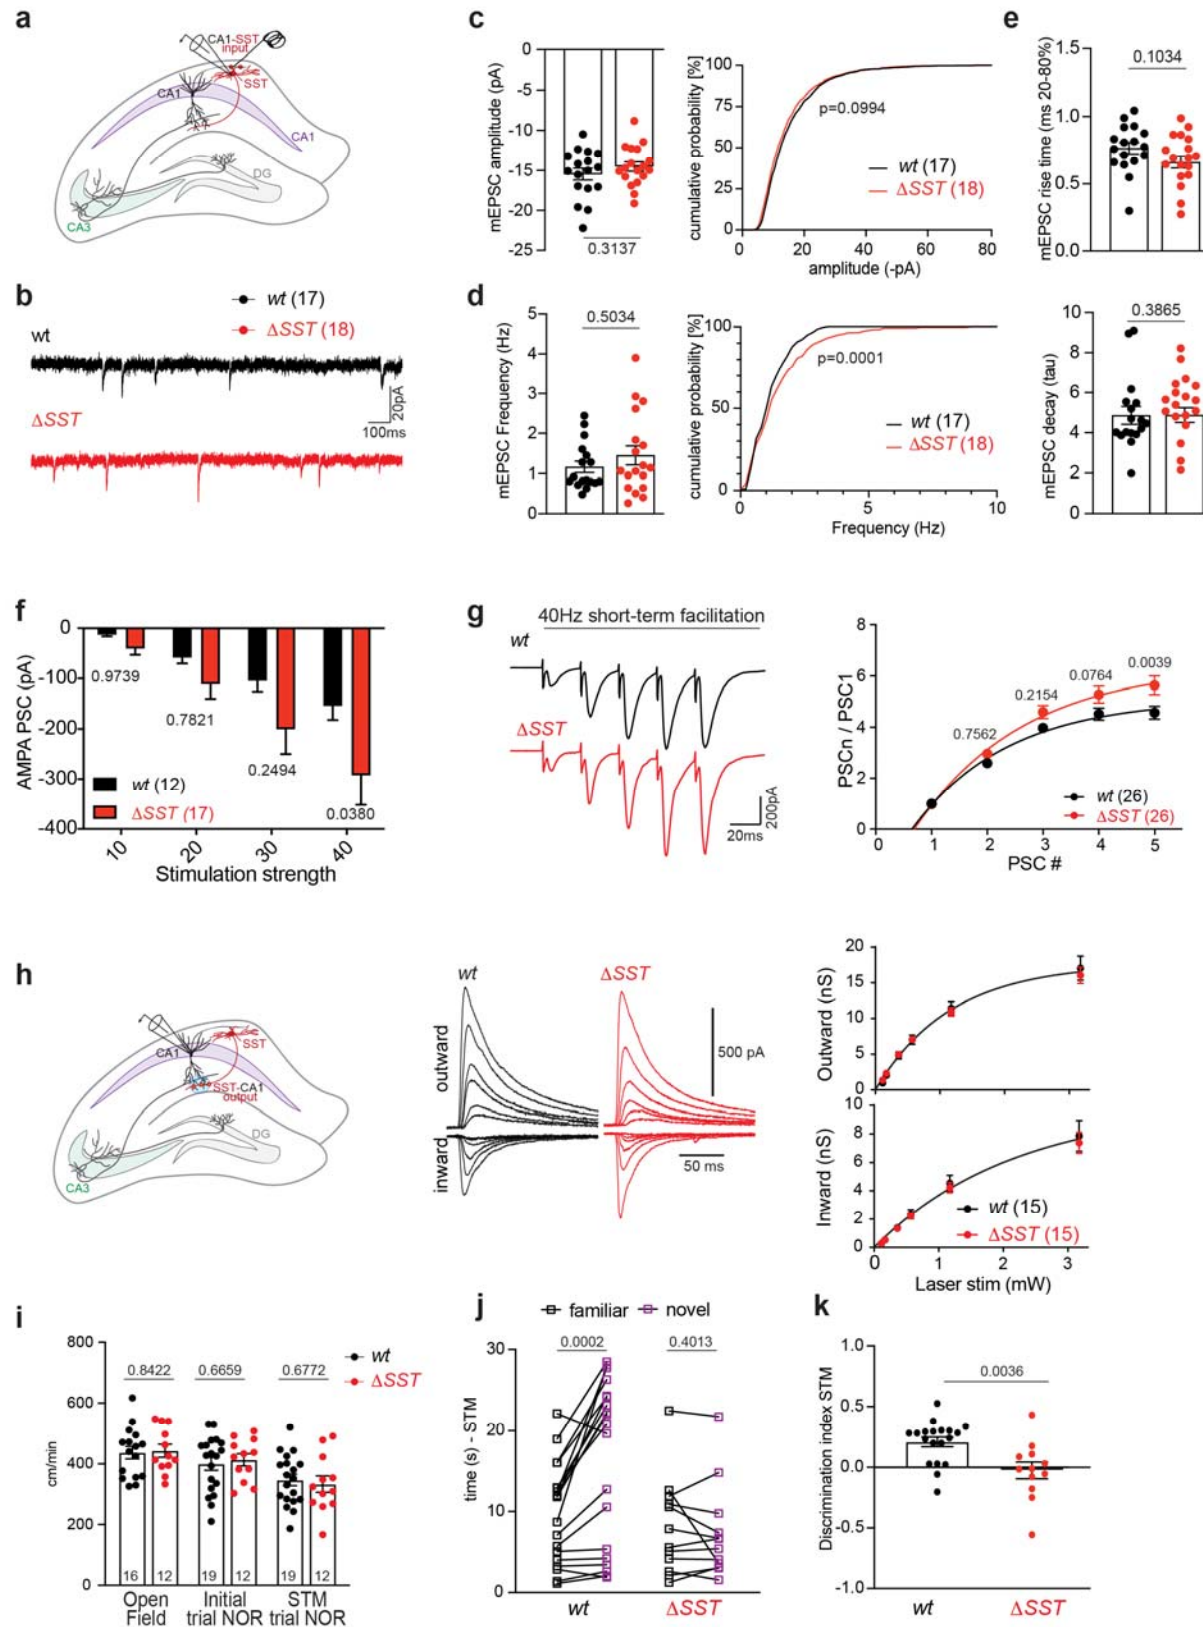 a
CA1-SST
input
SST
CA1
CA1
DG
CA3
b
wt (17)
ΔSST (18)
wt
20pA
100ms
ΔSST
c
mEPSC amplitude (pA)
0
-5
-10
-15
-20
-25
0.3137
cumulative probability [%]
100
75
50
25
0
p=0.0994
wt (17)
ΔSST (18)
0 20 40 60 80
amplitude (-pA)
d
mEPSC Frequency (Hz)
5
4
3
2
1
0
0.5034
cumulative probability [%]
100
50
0
p=0.0001
wt (17)
ΔSST (18)
0 5 10
Frequency (Hz)
e
mEPSC rise time (ms 20-80%)
1.5
1.0
0.5
0.0
0.1034
mEPSC decay (tau)
10
8
6
4
2
0
0.3865
f
AMPA PSC (pA)
0
-100
-200
-300
-400
0.9739
0.7821
0.2494
0.0380
wt (12)
ΔSST (17)
10 20 30 40
Stimulation strength
g
40Hz short-term facilitation
wt
ΔSST
200pA
20ms
PSCn / PSC1
8
6
4
2
0
0.7562
0.2154
0.0764
0.0039
wt (26)
ΔSST (26)
1 2 3 4 5
PSC #
h
CA1
SST
SST-CA1
output
DG
CA3
wt
ΔSST
outward
inward
500 pA
50 ms
Outward (nS)
20
15
10
5
0
Inward (nS)
10
8
6
4
2
0
wt (15)
ΔSST (15)
0 1 2 3
Laser stim (mW)
i
cm/min
800
600
400
200
0
0.8422 0.6659 0.6772
wt
ΔSST
16 12 19 12 19 12
Open
Field
Initial
trial NOR
STM
trial NOR
j
familiar novel
time (s) - STM
30
20
10
0
0.0002 0.4013
wt ΔSST
k
Discrimination index STM
1.0
0.5
0.0
-0.5
-1.0
0.0036
wt ΔSST